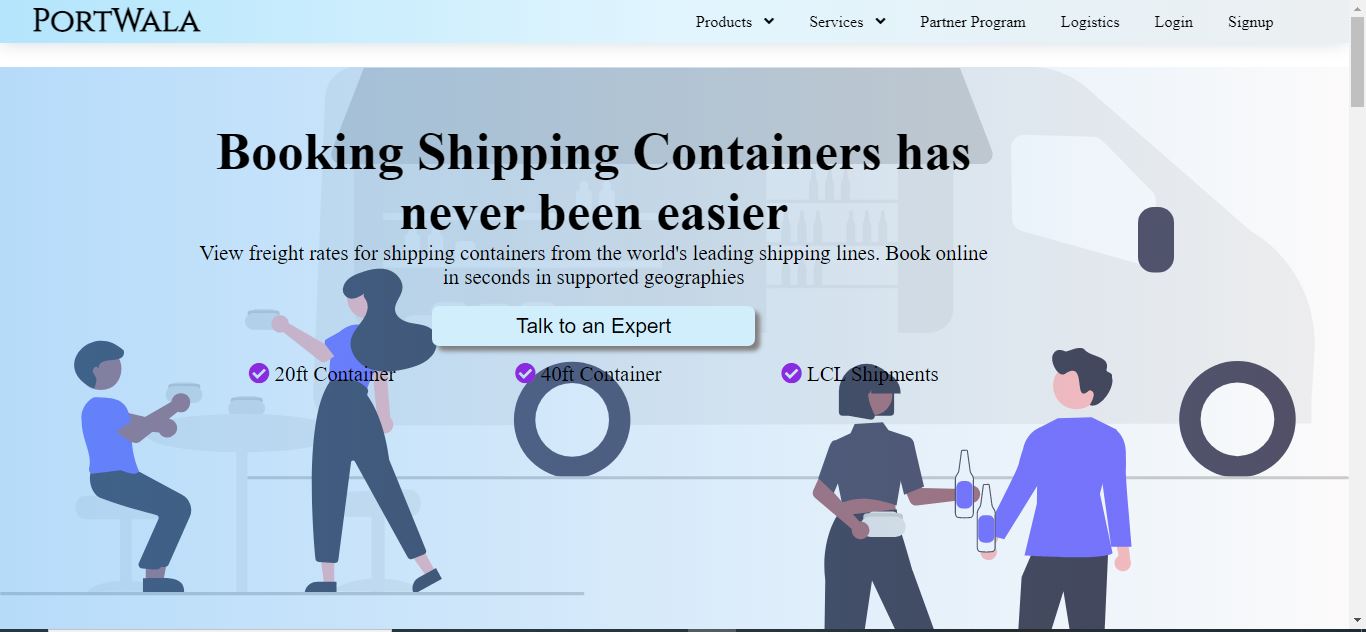 PORTWALA
Products Services Partner Program Logistics Login Signup
Booking Shipping Containers has
never been easier
View freight rates for shipping containers from the world's leading shipping lines. Book online
in seconds in supported geographies
Talk to an Expert
20ft Container 40ft Container LCL Shipments